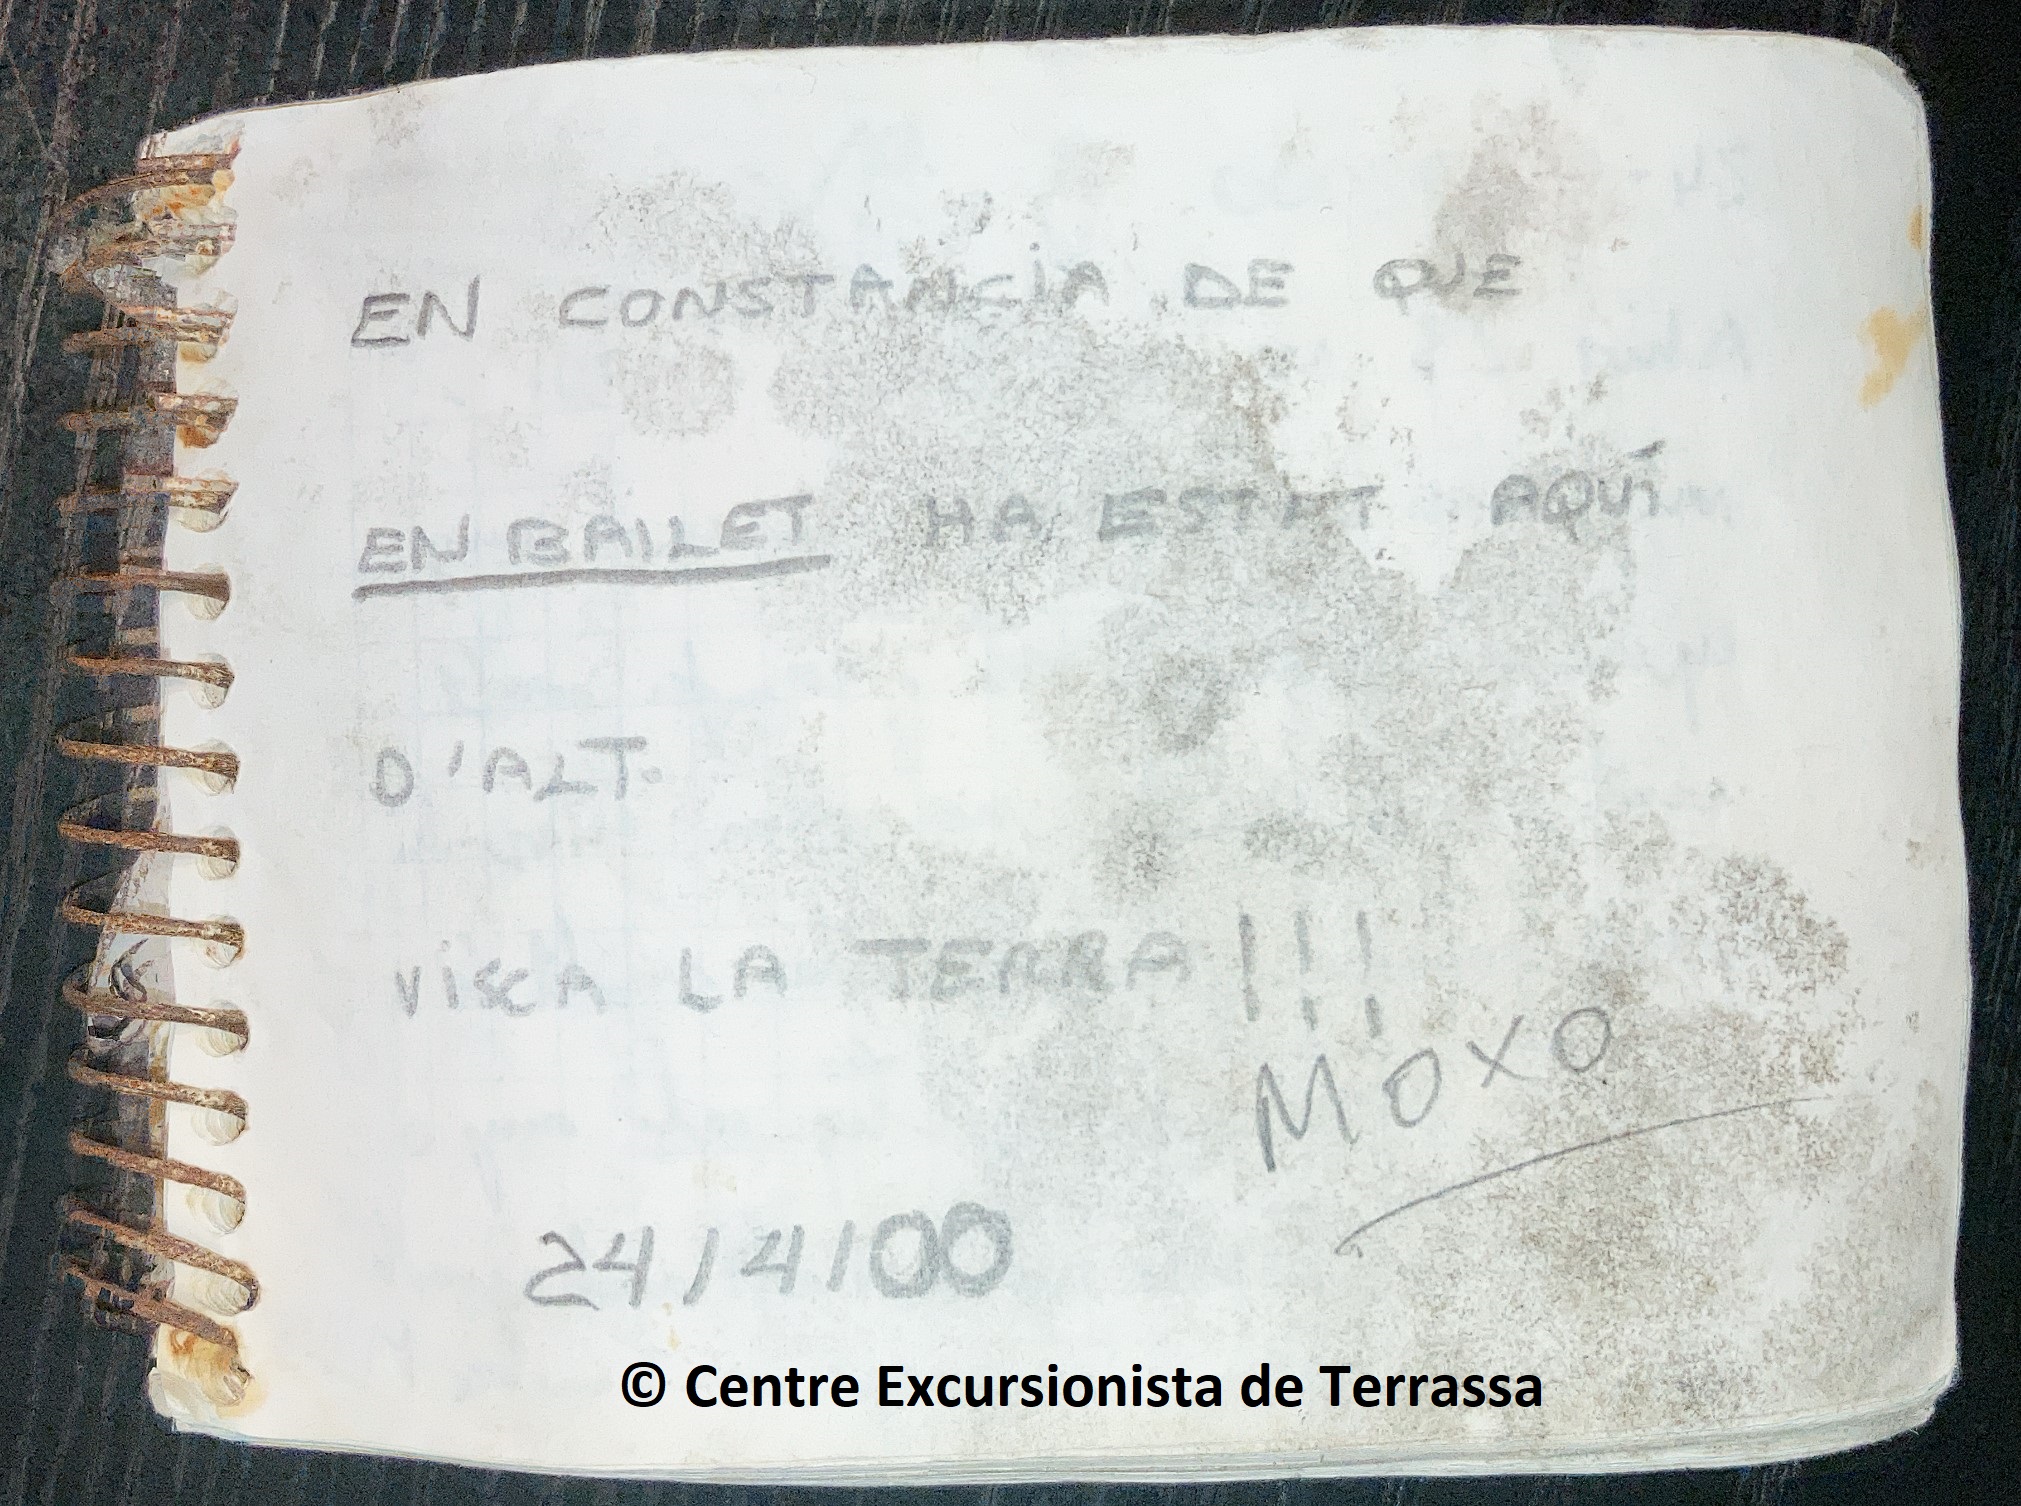 EN CONSTANCIA DE QUE
EN BAILET HA ESTAT AQUÍ
D'ALT.
VISCA LA TERRA!!!
MOXO
24/4/00
© Centre Excursionista de Terrassa